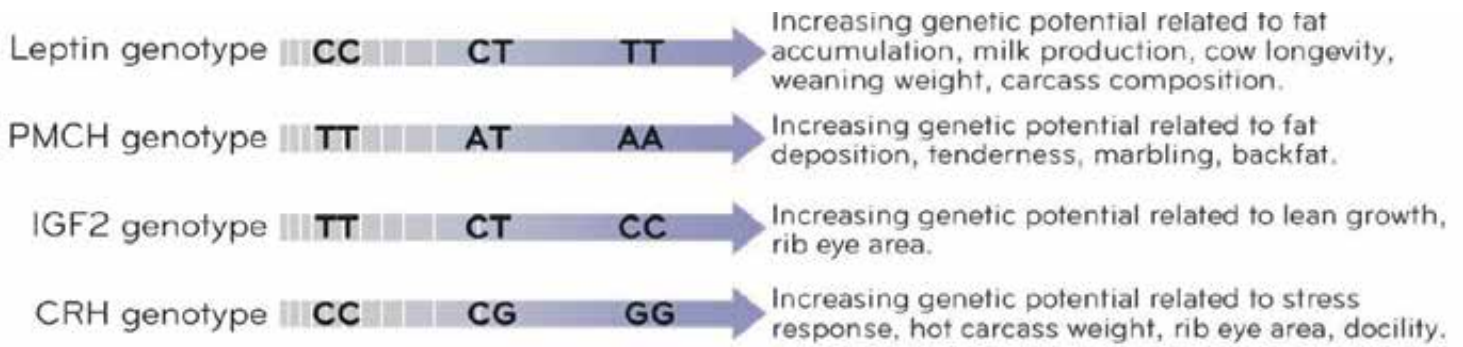 Leptin genotype CC CT TT
Increasing genetic potential related to fat
accumulation, milk production, cow longevity,
weaning weight, carcass composition.
PMCH genotype TT AT AA
Increasing genetic potential related to fat
deposition, tenderness, marbling, backfat.
IGF2 genotype TT CT CC
Increasing genetic potential related to lean growth,
rib eye area.
CRH genotype CC CG GG
Increasing genetic potential related to stress
response, hot carcass weight, rib eye area, docility.